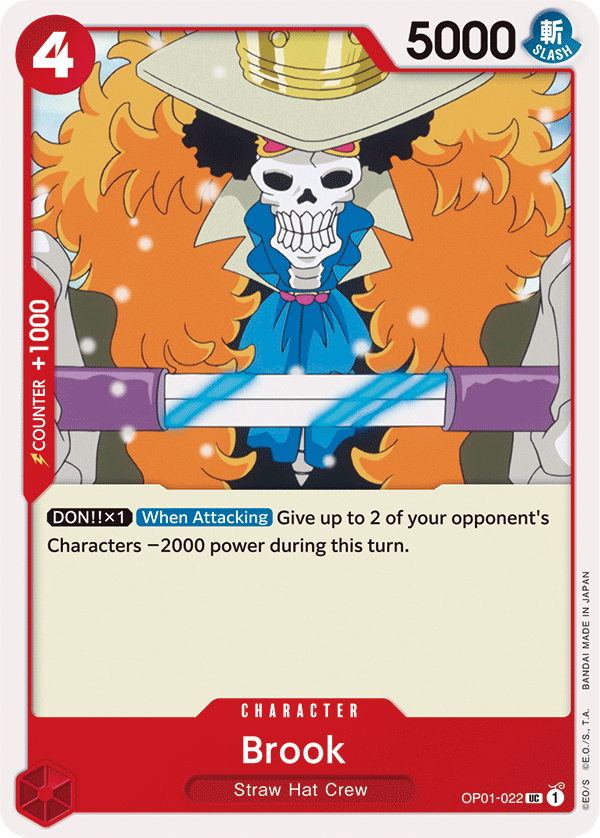 4
5000
斬
SLASH
COUNTER +1000
DON!!×1 When Attacking Give up to 2 of your opponent's
Characters −2000 power during this turn.
CHARACTER
Brook
Straw Hat Crew
OP01-022 UC 1
©E.O/S ©E.O./S., T.A. BANDAI MADE IN JAPAN